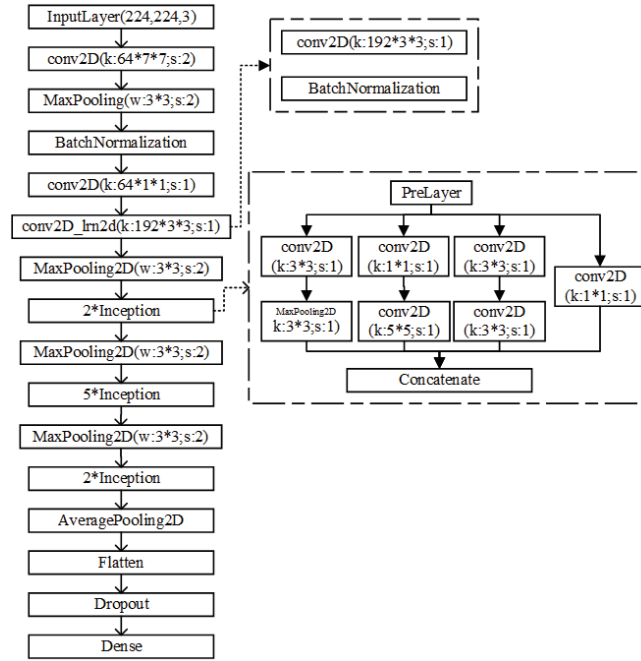 InputLayer(224,224,3)
conv2D(k:64*7*7;s:2)
MaxPooling(w:3*3;s:2)
BatchNormalization
conv2D(k:64*1*1;s:1)
conv2D_lrn2d(k:192*3*3;s:1)
MaxPooling2D(w:3*3;s:2)
2*Inception
MaxPooling2D(w:3*3;s:2)
5*Inception
MaxPooling2D(w:3*3;s:2)
2*Inception
AveragePooling2D
Flatten
Dropout
Dense
conv2D(k:192*3*3;s:1)
BatchNormalization
PreLayer
conv2D
(k:3*3;s:1)
conv2D
(k:1*1;s:1)
conv2D
(k:3*3;s:1)
conv2D
(k:1*1;s:1)
MaxPooling2D
k:3*3;s:1)
conv2D
(k:5*5;s:1)
conv2D
(k:3*3;s:1)
Concatenate